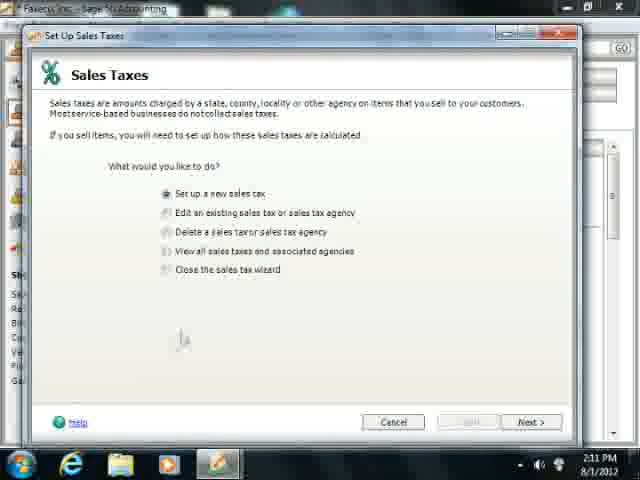 Sage 50 Accounting
Set Up Sales Taxes
GO
Sales Taxes
Sales taxes are amounts charged by a state, county, locality or other agency on items that you sell to your customers.
Most service-based businesses do not collect sales taxes.
If you sell items, you will need to set up how these sales taxes are calculated
What would you like to do?
Set up a new sales tax
Edit an existing sales tax or sales tax agency
Delete a sales tax or sales tax agency
View all sales taxes and associated agencies
Close the sales tax wizard
Help
Cancel
Next >
2:11 PM
8/1/2012